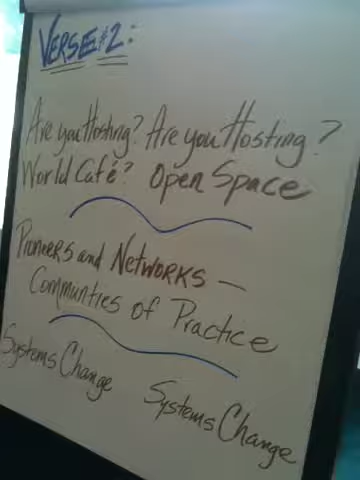 VERSE #2:
Are you Hosting? Are you Hosting?
World Café? Open Space
Pioneers and Networks —
Communties of Practice
Systems Change Systems Change